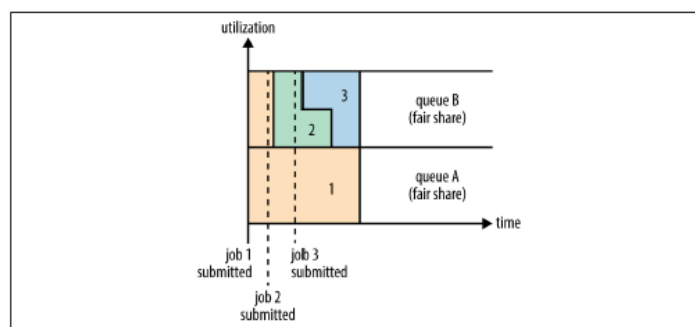 utilization
3
queue B
(fair share)
2
queue A
1
(fair share)
time
job 1
submitted
job 3
submitted
job 2
submitted